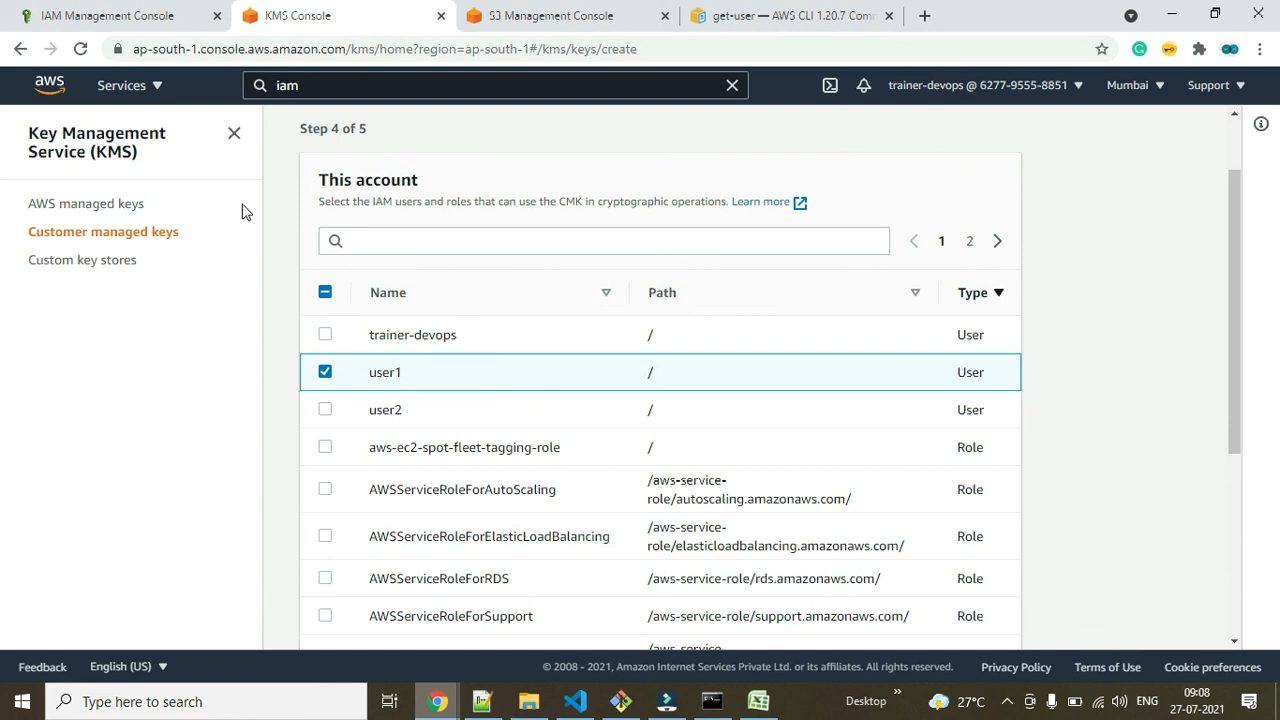 IAM Management Console
KMS Console
S3 Management Console
get-user — AWS CLI 1.20.7 Comm
ap-south-1.console.aws.amazon.com/kms/home?region=ap-south-1#/kms/keys/create
aws
Services
iam
trainer-devops @ 6277-9555-8851
Mumbai
Support
Key Management
Service (KMS)
AWS managed keys
Customer managed keys
Custom key stores
Step 4 of 5
This account
Select the IAM users and roles that can use the CMK in cryptographic operations. Learn more
1
2
Name
Path
Type
trainer-devops
/
User
user1
/
User
user2
/
User
aws-ec2-spot-fleet-tagging-role
/
Role
AWSServiceRoleForAutoScaling
/aws-service-
role/autoscaling.amazonaws.com/
Role
AWSServiceRoleForElasticLoadBalancing
/aws-service-
role/elasticloadbalancing.amazonaws.com/
Role
AWSServiceRoleForRDS
/aws-service-role/rds.amazonaws.com/
Role
AWSServiceRoleForSupport
/aws-service-role/support.amazonaws.com/
Role
/aws-service-
Feedback
English (US)
© 2008 - 2021, Amazon Internet Services Private Ltd. or its affiliates. All rights reserved.
Privacy Policy
Terms of Use
Cookie preferences
Type here to search
Desktop
27°C
ENG
09:08
27-07-2021